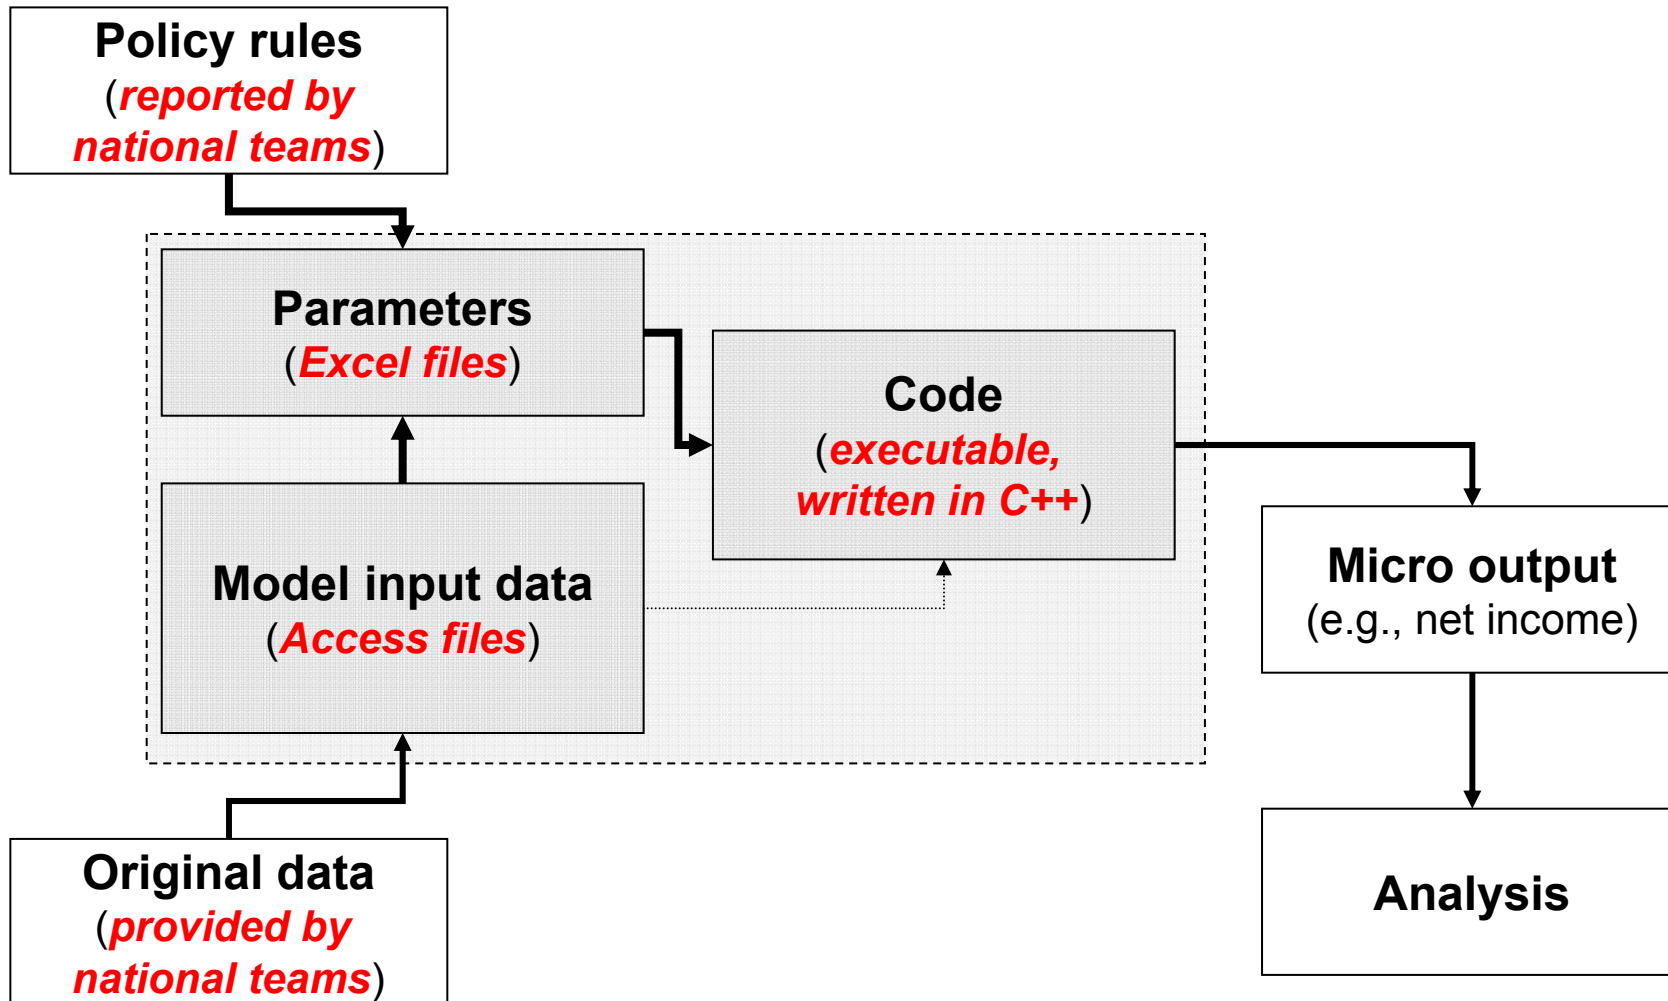 Policy rules
(reported by
national teams)
Parameters
(Excel files)
Code
(executable,
written in C++)
Model input data
(Access files)
Micro output
(e.g., net income)
Original data
(provided by
national teams)
Analysis